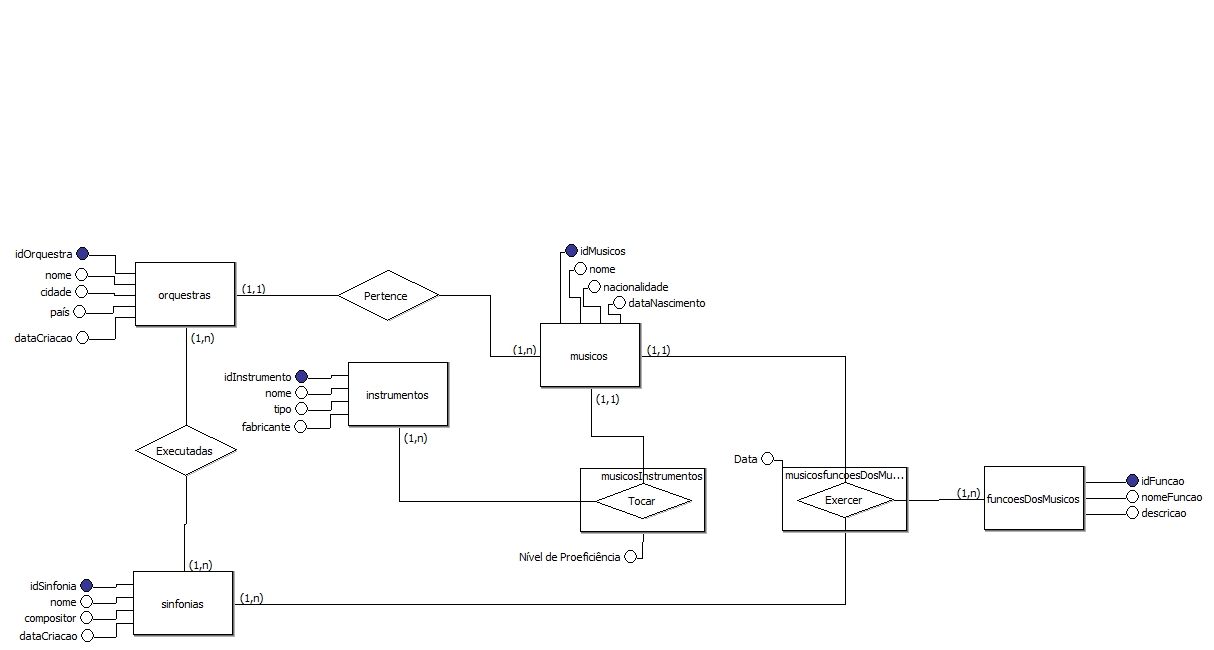 idOrquestra
nome
cidade
país
dataCriacao
orquestras
(1,1)
(1,n)
Pertence
idMusicos
nome
nacionalidade
dataNascimento
(1,n)
musicos
(1,1)
(1,1)
idInstrumento
nome
tipo
fabricante
instrumentos
(1,n)
Executadas
musicosInstrumentos
Tocar
Nível de Proeficiência
Data
musicosfuncoesDosMu...
Exercer
(1,n)
funcoesDosMusicos
idFuncao
nomeFuncao
descricao
(1,n)
idSinfonia
nome
compositor
dataCriacao
sinfonias
(1,n)